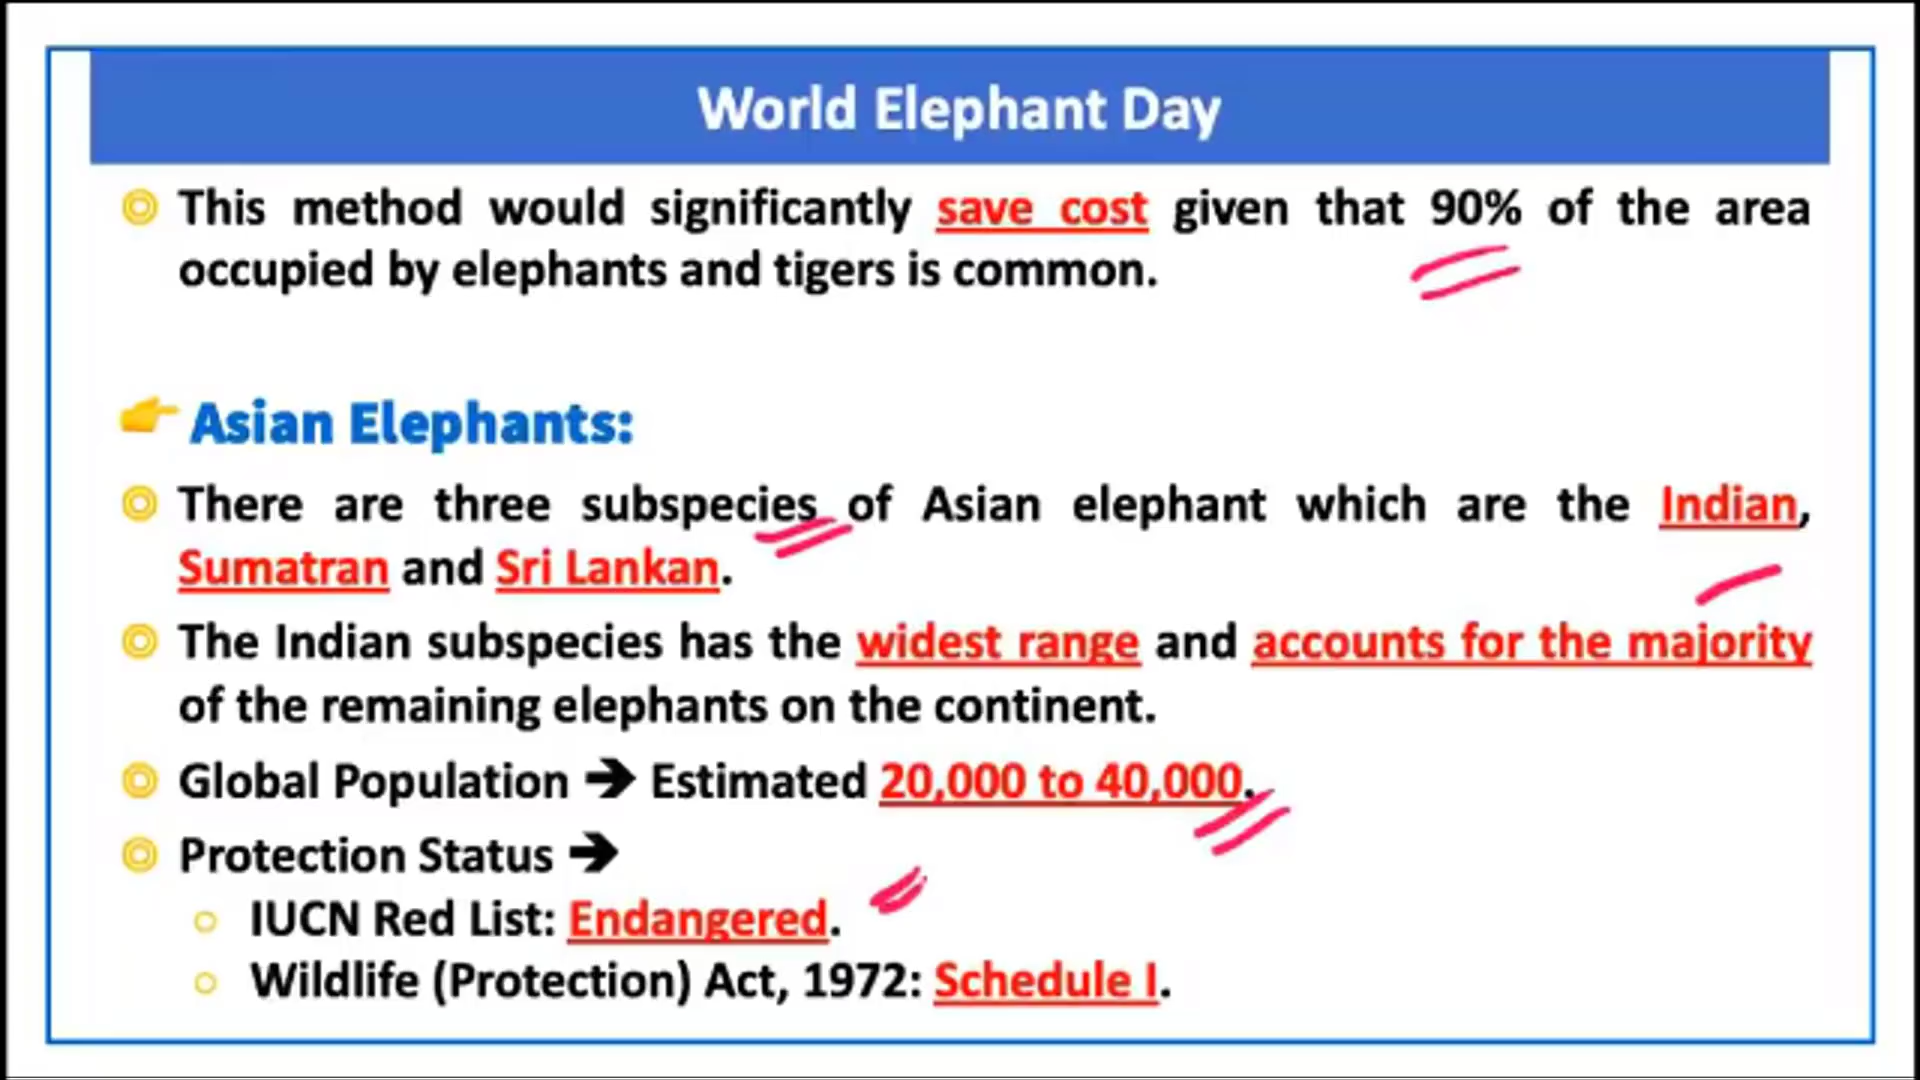 World Elephant Day
This method would significantly save cost given that 90% of the area
occupied by elephants and tigers is common.
Asian Elephants:
There are three subspecies of Asian elephant which are the Indian,
Sumatran and Sri Lankan.
The Indian subspecies has the widest range and accounts for the majority
of the remaining elephants on the continent.
Global Population ➔ Estimated 20,000 to 40,000.
Protection Status ➔
IUCN Red List: Endangered.
Wildlife (Protection) Act, 1972: Schedule I.